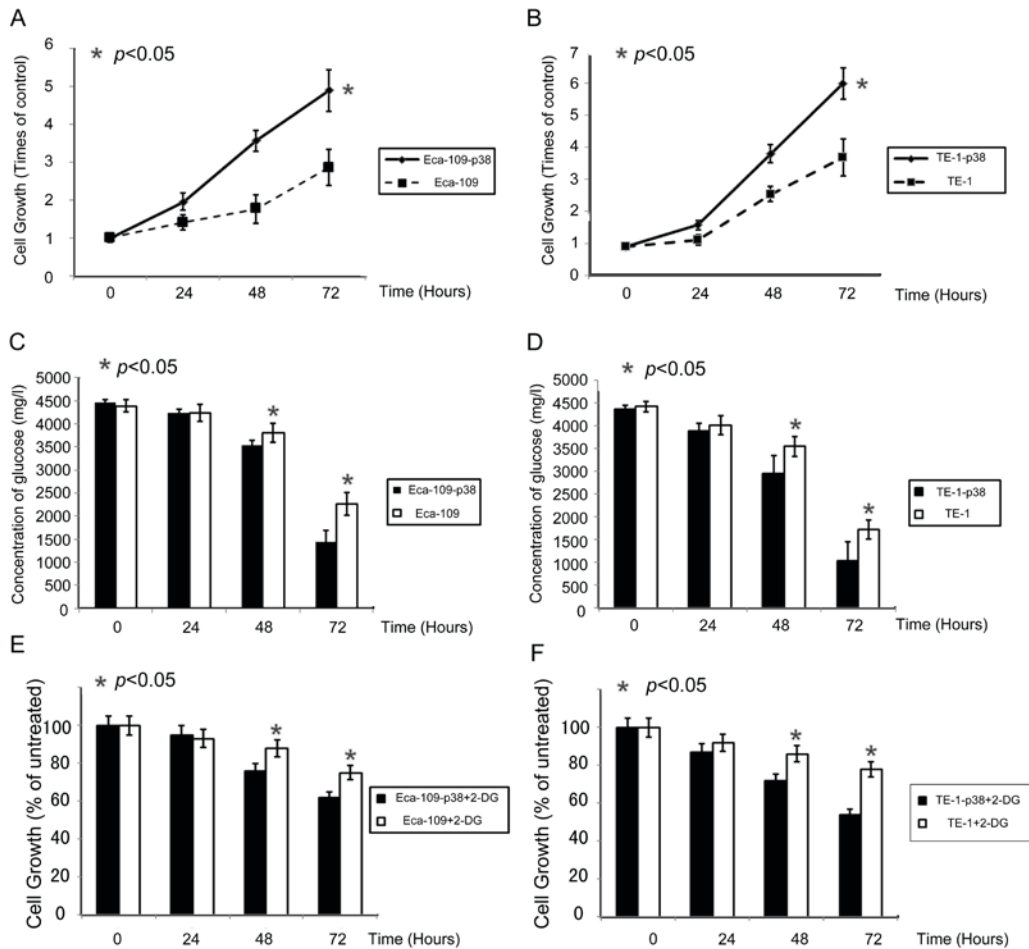 A
* p<0.05
Cell Growth (Times of control)
6
5
4
3
2
1
0
0 24 48 72 Time (Hours)
Eca-109-p38
Eca-109
*
B
* p<0.05
Cell Growth (Times of control)
7
6
5
4
3
2
1
0
0 24 48 72 Time (Hours)
TE-1-p38
TE-1
*
C
* p<0.05
Concentration of glucose (mg/l)
5000
4500
4000
3500
3000
2500
2000
1500
1000
500
0
0 24 48 72 Time (Hours)
Eca-109-p38
Eca-109
*
*
D
* p<0.05
Concentration of glucose (mg/l)
5000
4500
4000
3500
3000
2500
2000
1500
1000
500
0
0 24 48 72 Time (Hours)
TE-1-p38
TE-1
*
*
E
* p<0.05
Cell Growth (% of untreated)
100
80
60
40
20
0
0 24 48 72 Time (Hours)
Eca-109-p38+2-DG
Eca-109+2-DG
*
*
F
* p<0.05
Cell Growth (% of untreated)
100
80
60
40
20
0
0 24 48 72 Time (Hours)
TE-1-p38+2-DG
TE-1+2-DG
*
*